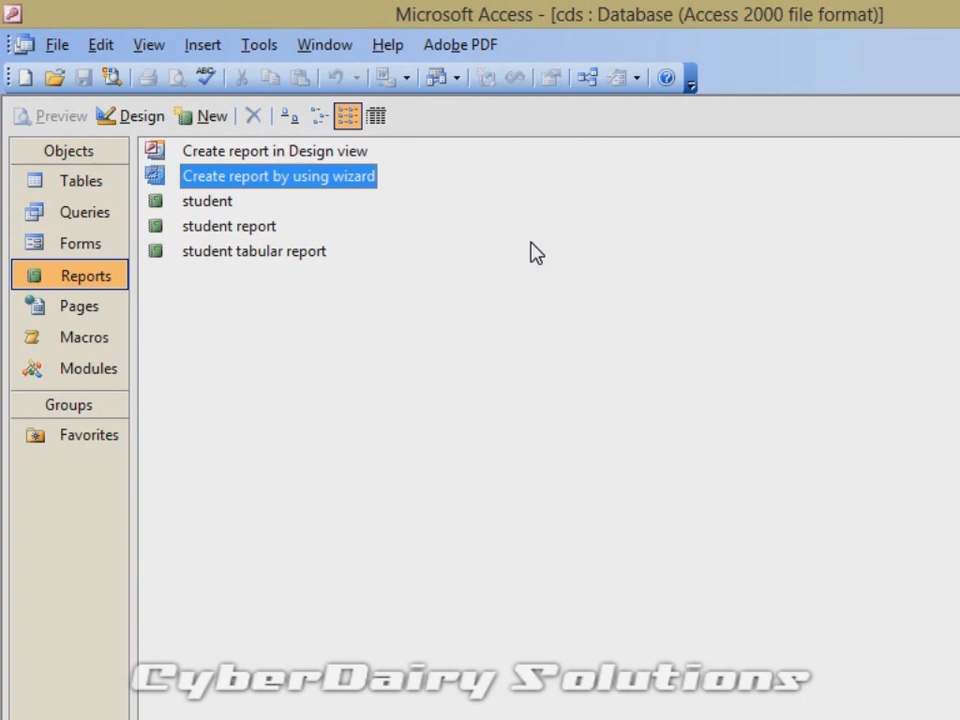 Microsoft Access - [cds : Database (Access 2000 file format)]
File Edit View Insert Tools Window Help Adobe PDF
Preview Design New
Objects
Tables
Queries
Forms
Reports
Pages
Macros
Modules
Groups
Favorites
Create report in Design view
Create report by using wizard
student
student report
student tabular report
CyberDairy Solutions